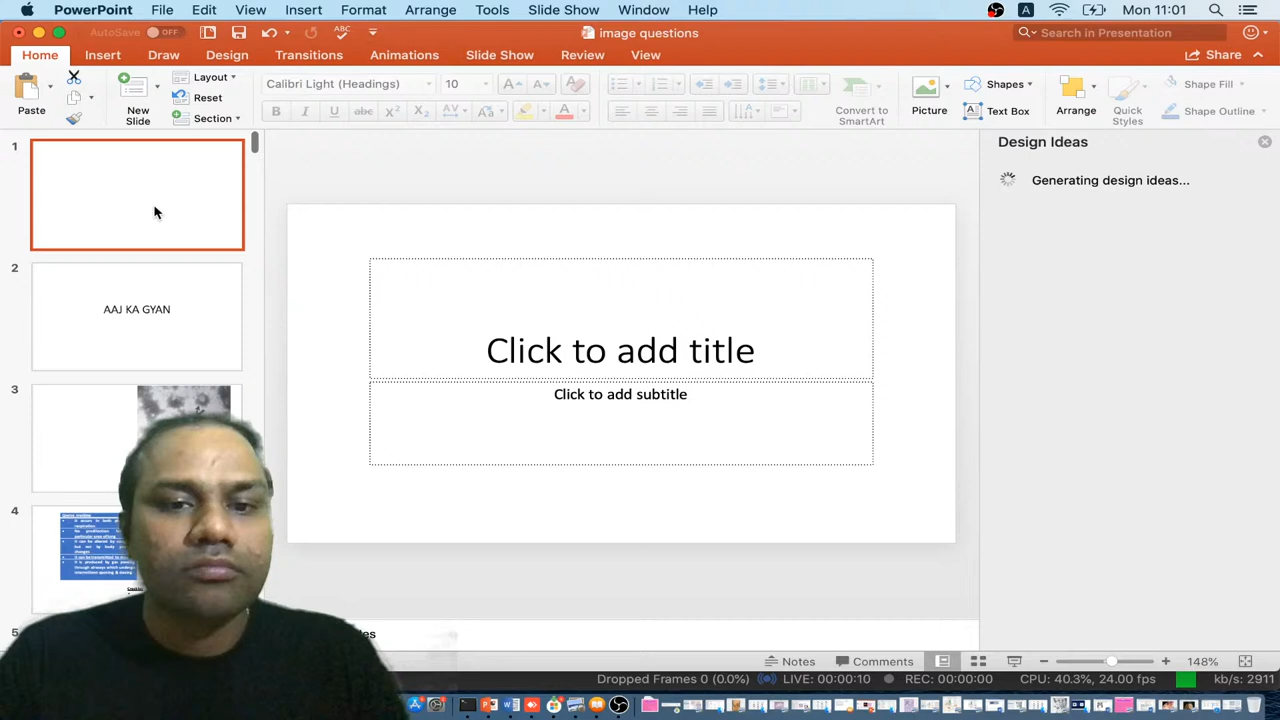 PowerPoint File Edit View Insert Format Arrange Tools Slide Show Window Help A Mon 11:01
AutoSave OFF ABC image questions Search in Presentation
Home Insert Draw Design Transitions Animations Slide Show Review View Share
Paste New Slide Layout Reset Section Calibri Light (Headings) 10 Convert to SmartArt Picture Shapes Text Box Arrange Quick Styles Shape Fill Shape Outline
1
2
AAJ KA GYAN
3
4
5
Click to add title
Click to add subtitle
Design Ideas
Generating design ideas...
Notes Comments 148%
Dropped Frames 0 (0.0%) LIVE: 00:00:10 REC: 00:00:00 CPU: 40.3%, 24.00 fps kb/s: 2911